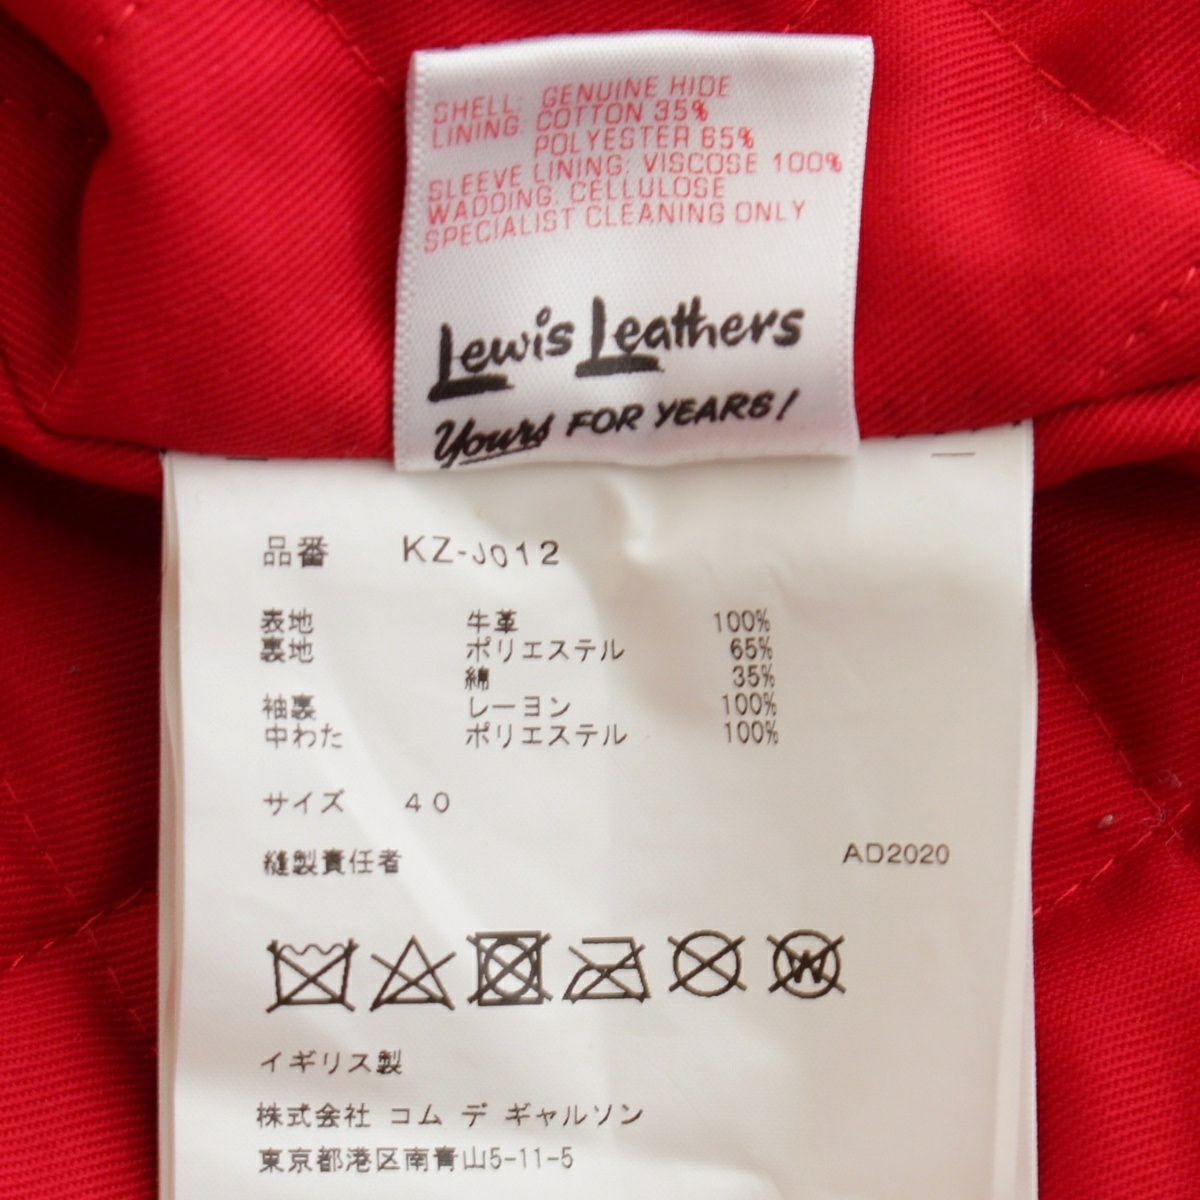 SHELL: GENUINE HIDE
LINING COTTON 35%
POLYESTER 65%
SLEEVE LINING: VISCOSE 100%
WADDING: CELLULOSE
SPECIALIST CLEANING ONLY
Lewis Leathers
Yours FOR YEARS!
品番 KZ-J012
表地 牛革 100%
裏地 ポリエステル 65%
綿 35%
袖裏 レーヨン 100%
中わた ポリエステル 100%
サイズ 40
縫製責任者 AD2020
W
イギリス製
株式会社 コム デ ギャルソン
東京都港区南青山5-11-5